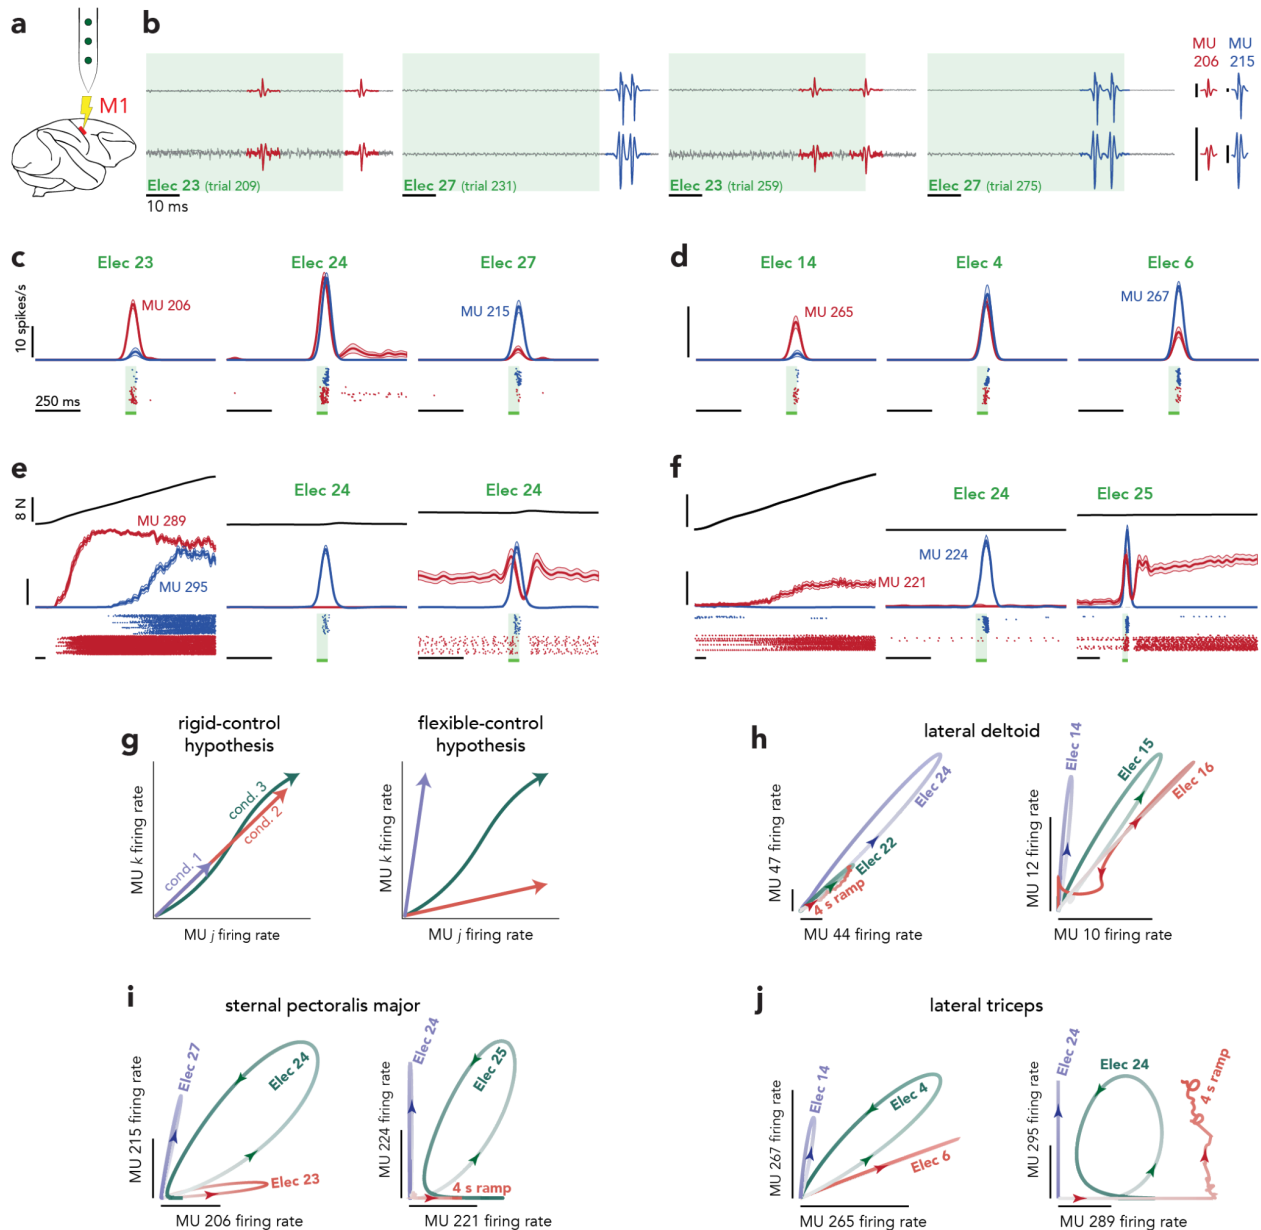 a
M1
b
MU
206
MU
215
Elec 23 (trial 209)
Elec 27 (trial 231)
Elec 23 (trial 259)
Elec 27 (trial 275)
10 ms
c
Elec 23
Elec 24
Elec 27
10 spikes/s
MU 206
MU 215
250 ms
d
Elec 14
Elec 4
Elec 6
MU 265
MU 267
e
8 N
Elec 24
Elec 24
MU 289
MU 295
f
Elec 24
Elec 25
MU 224
MU 221
g
rigid-control
hypothesis
MU k firing rate
cond. 1
cond. 3
cond. 2
MU j firing rate
flexible-control
hypothesis
MU k firing rate
MU j firing rate
h
lateral deltoid
MU 47 firing rate
Elec 24
Elec 22
4 s ramp
MU 44 firing rate
MU 12 firing rate
Elec 14
Elec 15
Elec 16
MU 10 firing rate
i
sternal pectoralis major
MU 215 firing rate
Elec 27
Elec 24
Elec 23
MU 206 firing rate
MU 224 firing rate
Elec 24
Elec 25
4 s ramp
MU 221 firing rate
j
lateral triceps
MU 267 firing rate
Elec 14
Elec 4
Elec 6
MU 265 firing rate
MU 295 firing rate
Elec 24
Elec 24
4 s ramp
MU 289 firing rate